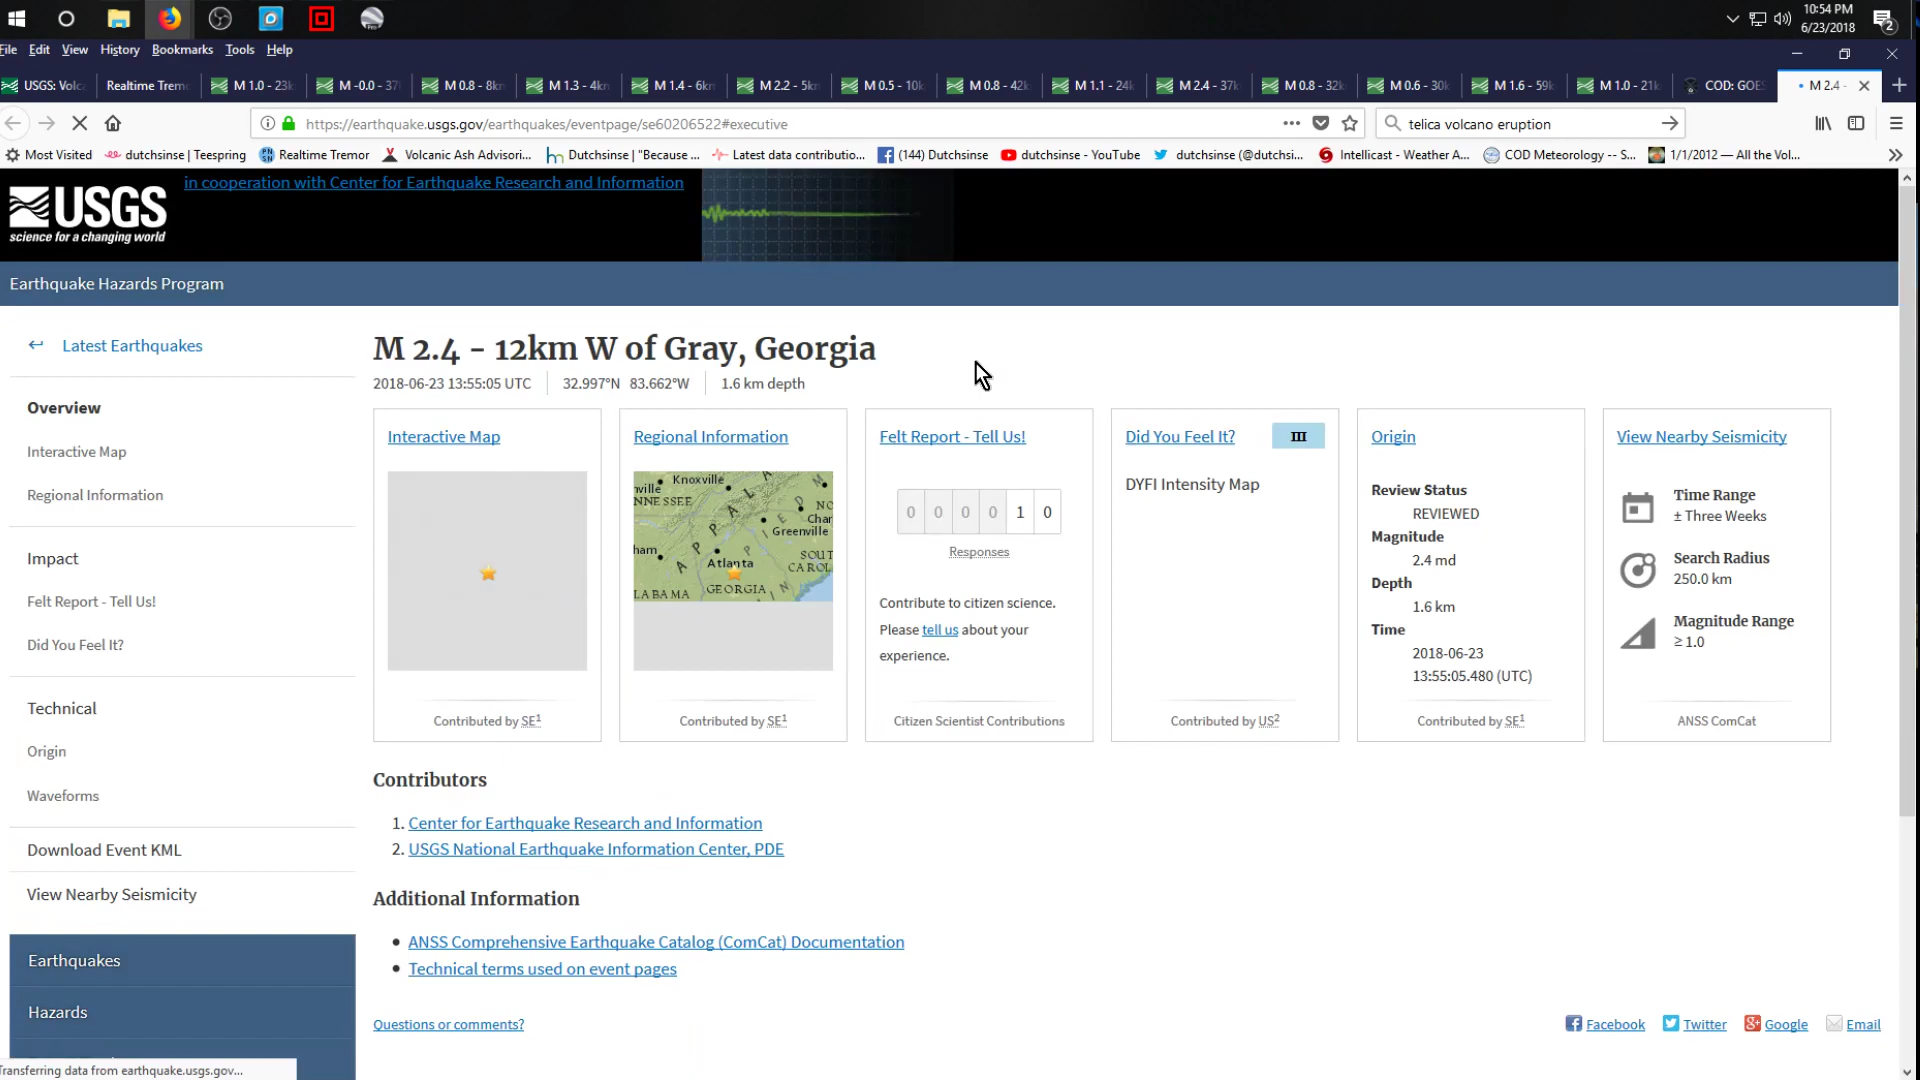 10:54 PM
6/23/2018
2
File Edit View History Bookmarks Tools Help
USGS: Volc
Realtime Trem
M 1.0 - 23k
M -0.0 - 37
M 0.8 - 8k
M 1.3 - 4k
M 1.4 - 6k
M 2.2 - 5k
M 0.5 - 10k
M 0.8 - 42k
M 1.1 - 24k
M 2.4 - 37k
M 0.8 - 32k
M 0.6 - 30k
M 1.6 - 59k
M 1.0 - 21k
COD: GOES
M 2.4 -
https://earthquake.usgs.gov/earthquakes/eventpage/se60206522#executive
telica volcano eruption
Most Visited
dutchsinse | Teespring
Realtime Tremor
Volcanic Ash Advisori...
Dutchsinse | "Because ...
Latest data contributio...
(144) Dutchsinse
dutchsinse - YouTube
dutchsinse (@dutchsi...
Intellicast - Weather A...
COD Meteorology -- S...
1/1/2012 — All the Vol...
USGS
science for a changing world
in cooperation with Center for Earthquake Research and Information
Earthquake Hazards Program
Latest Earthquakes
Overview
Interactive Map
Regional Information
Impact
Felt Report - Tell Us!
Did You Feel It?
Technical
Origin
Waveforms
Download Event KML
View Nearby Seismicity
Earthquakes
Hazards
Transferring data from earthquake.usgs.gov...
M 2.4 - 12km W of Gray, Georgia
2018-06-23 13:55:05 UTC
32.997°N 83.662°W
1.6 km depth
Interactive Map
Contributed by SE1
Regional Information
Knoxville
nville
NNESSEE
APPALA
Char
Greenville
ham
Atlanta
SOUT
CAROL
LABAMA
GEORGIA
Contributed by SE1
Felt Report - Tell Us!
0 0 0 0 1 0
Responses
Contribute to citizen science.
Please tell us about your
experience.
Citizen Scientist Contributions
Did You Feel It?
III
DYFI Intensity Map
Contributed by US2
Origin
Review Status
REVIEWED
Magnitude
2.4 md
Depth
1.6 km
Time
2018-06-23
13:55:05.480 (UTC)
Contributed by SE1
View Nearby Seismicity
Time Range
± Three Weeks
Search Radius
250.0 km
Magnitude Range
≥ 1.0
ANSS ComCat
Contributors
1. Center for Earthquake Research and Information
2. USGS National Earthquake Information Center, PDE
Additional Information
ANSS Comprehensive Earthquake Catalog (ComCat) Documentation
Technical terms used on event pages
Questions or comments?
Facebook
Twitter
Google
Email